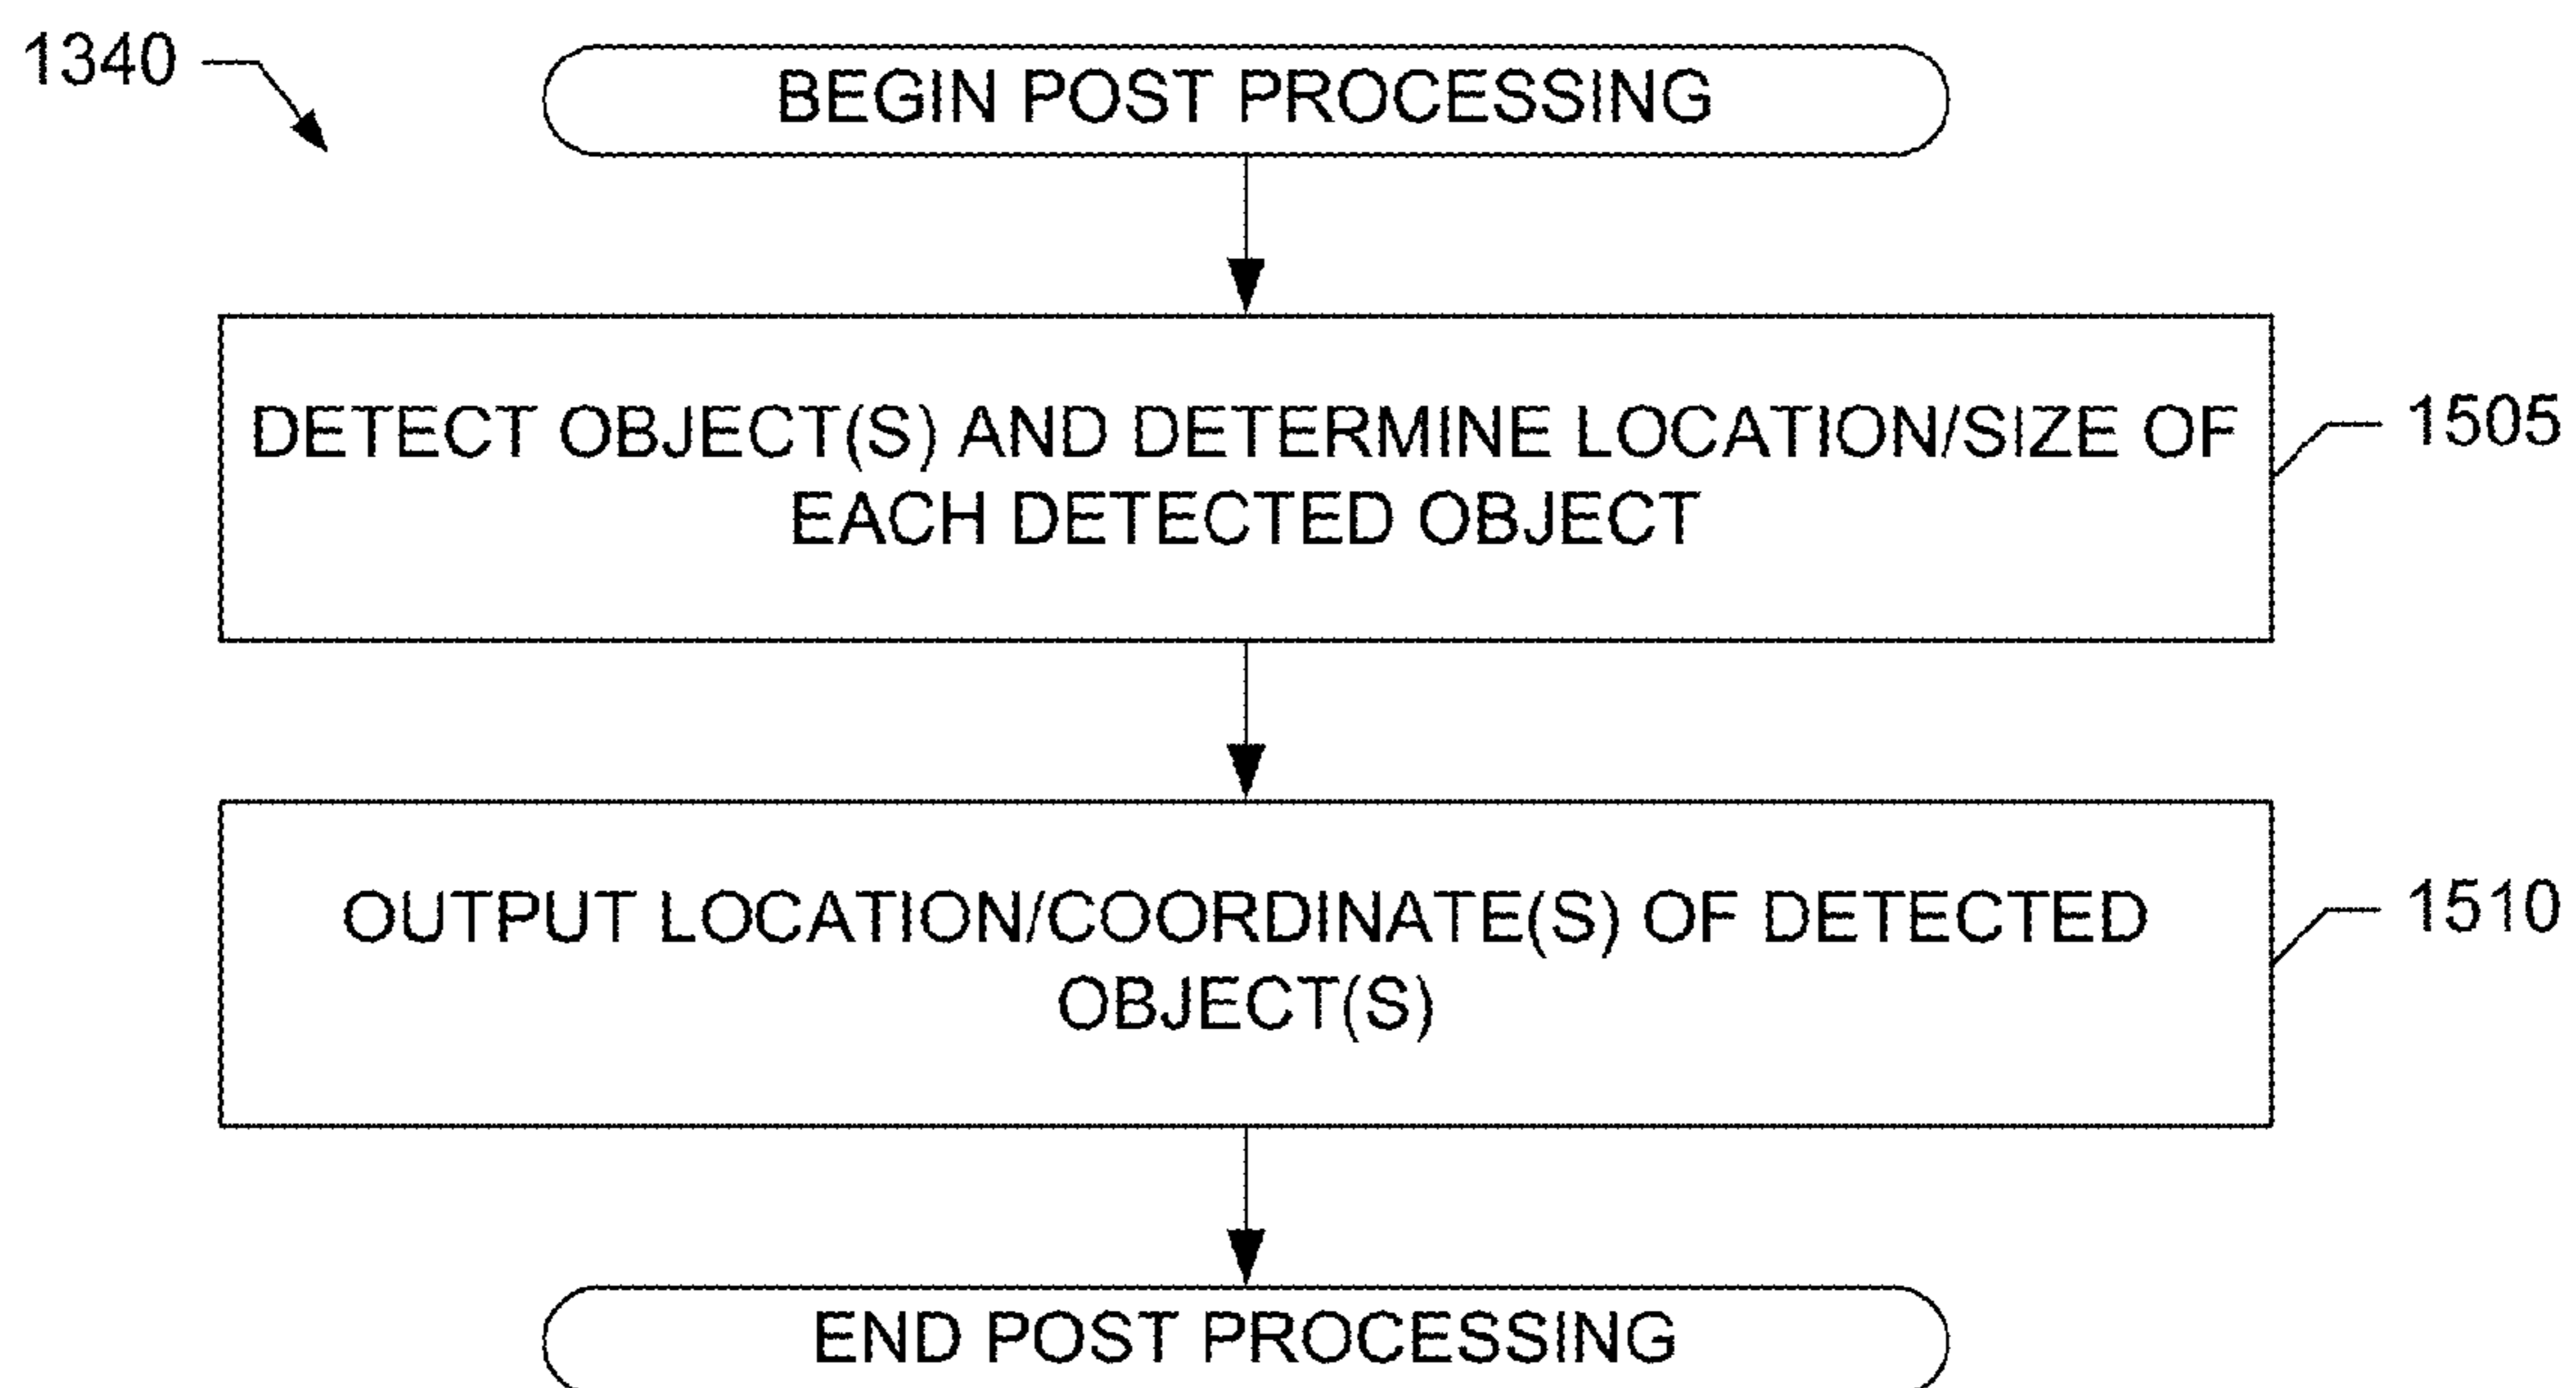 1340
BEGIN POST PROCESSING
DETECT OBJECT(S) AND DETERMINE LOCATION/SIZE OF
EACH DETECTED OBJECT
1505
OUTPUT LOCATION/COORDINATE(S) OF DETECTED
OBJECT(S)
1510
END POST PROCESSING